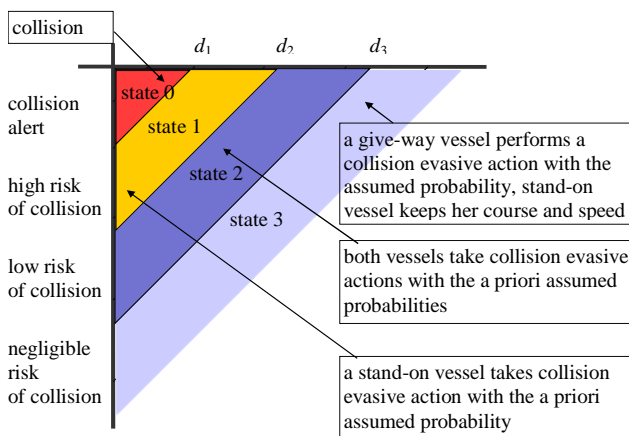 collision
d1 d2 d3
collision
alert
high risk
of collision
low risk
of collision
negligible
risk
of collision
state 0
state 1
state 2
state 3
a give-way vessel performs a
collision evasive action with the
assumed probability, stand-on
vessel keeps her course and speed
both vessels take collision evasive
actions with the a priori assumed
probabilities
a stand-on vessel takes collision
evasive action with the a priori
assumed probability